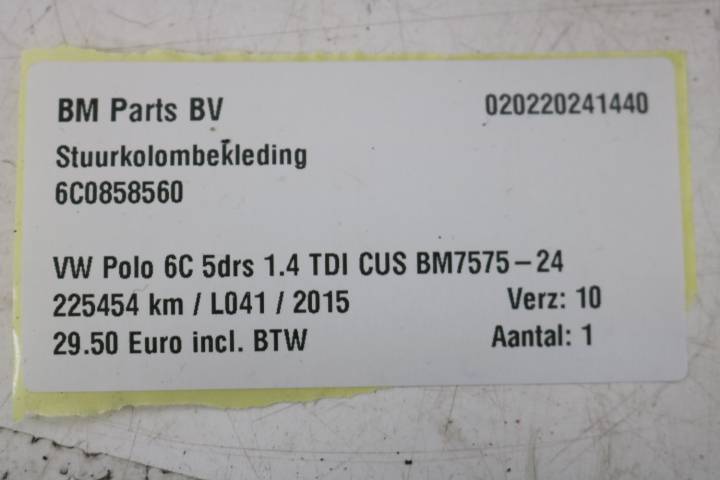 BM Parts BV 020220241440
Stuurkolombekleding
6C0858560
VW Polo 6C 5drs 1.4 TDI CUS BM7575-24
225454 km / L041 / 2015 Verz: 10
29.50 Euro incl. BTW Aantal: 1